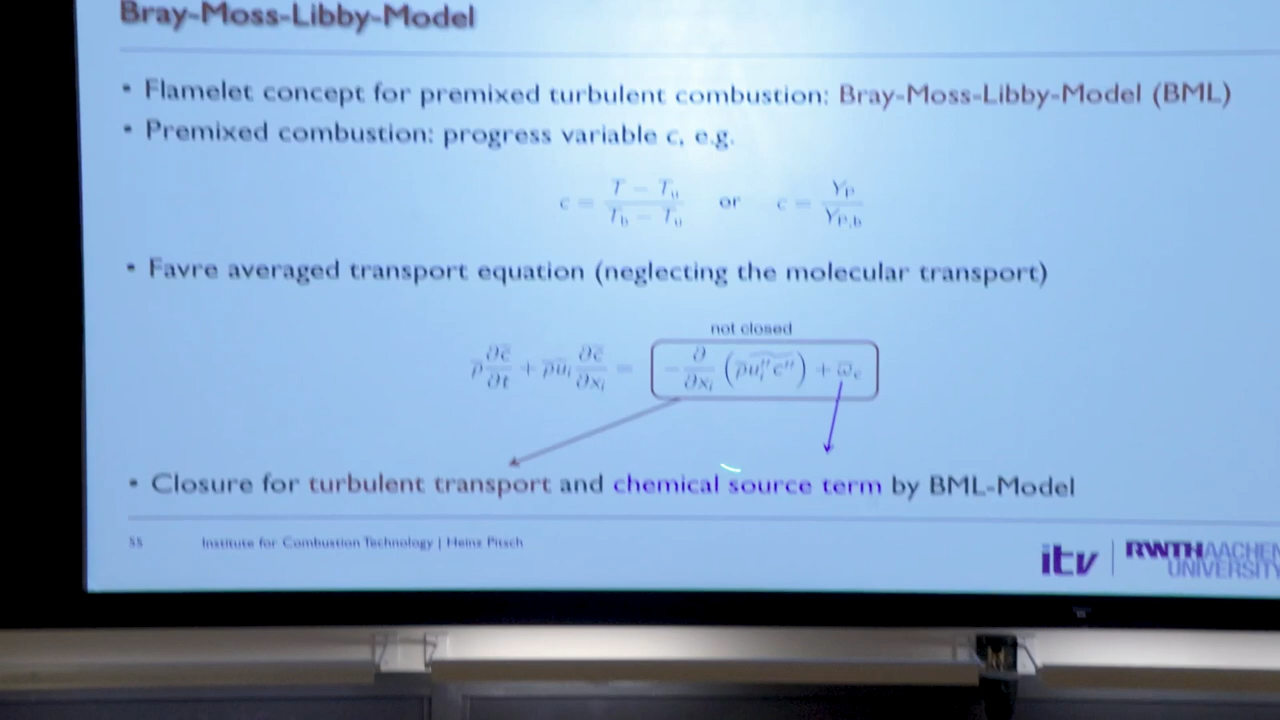 Bray-Moss-Libby-Model
• Flamelet concept for premixed turbulent combustion: Bray-Moss-Libby-Model (BML)
• Premixed combustion: progress variable c, e.g.
c = (T − T_u) / (T_b − T_u) or c = Y_P / Y_{P,b}
• Favre averaged transport equation (neglecting the molecular transport)
not closed
ρ̄ ∂c̃/∂t + ρ̄ũ_i ∂c̃/∂x_i = −∂/∂x_i (ρ̄ \widetilde{u_i''c''}) + ω̄_c
• Closure for turbulent transport and chemical source term by BML-Model
55 Institute for Combustion Technology | Heinz Pitsch
itv RWTH AACHEN
UNIVERSITY